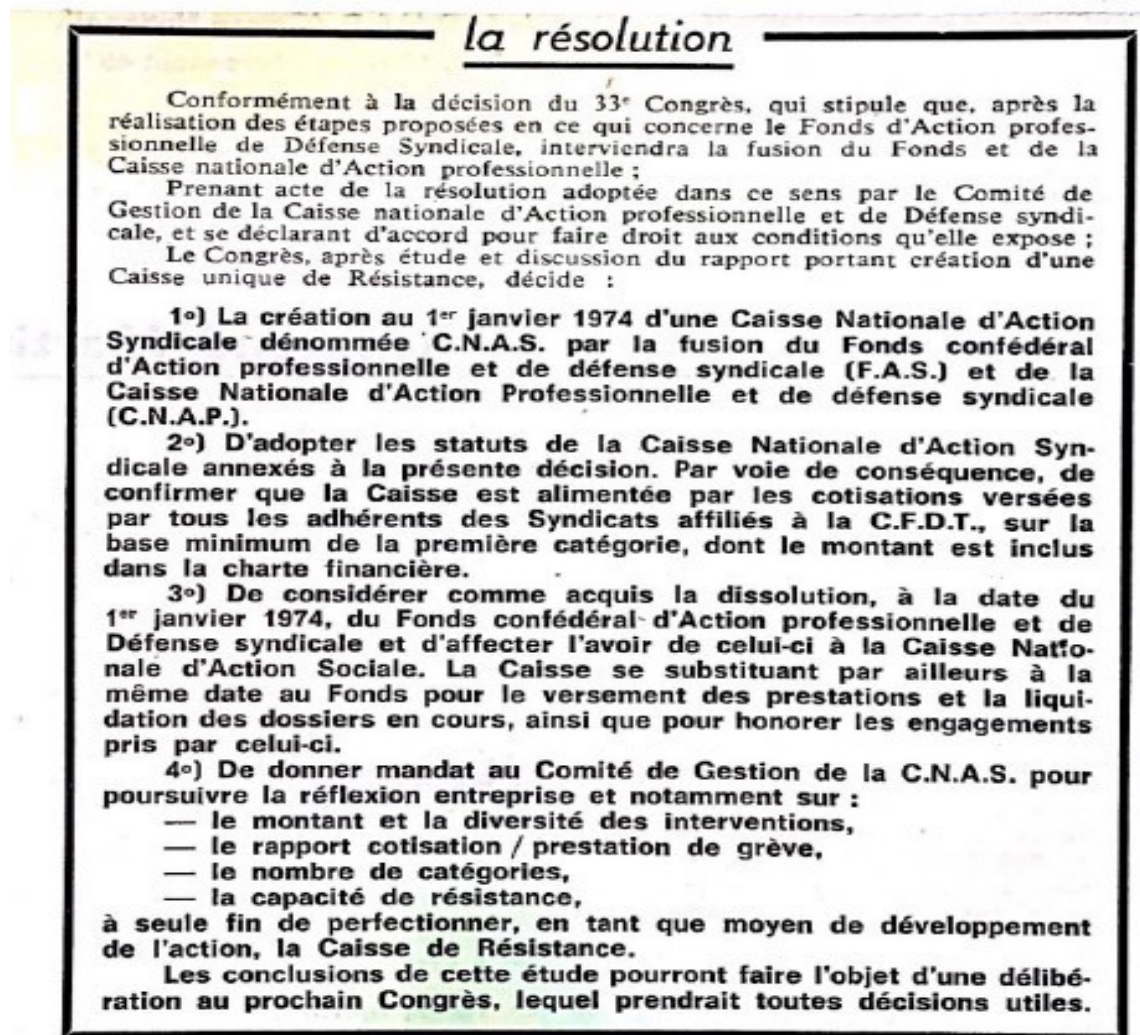 la résolution
Conformément à la décision du 33e Congrès, qui stipule que, après la
réalisation des étapes proposées en ce qui concerne le Fonds d'Action profes-
sionnelle de Défense Syndicale, interviendra la fusion du Fonds et de la
Caisse nationale d'Action professionnelle ;
Prenant acte de la résolution adoptée dans ce sens par le Comité de
Gestion de la Caisse nationale d'Action professionnelle et de Défense syndi-
cale, et se déclarant d'accord pour faire droit aux conditions qu'elle expose ;
Le Congrès, après étude et discussion du rapport portant création d'une
Caisse unique de Résistance, décide :
1o) La création au 1er janvier 1974 d'une Caisse Nationale d'Action
Syndicale dénommée C.N.A.S. par la fusion du Fonds confédéral
d'Action professionnelle et de défense syndicale (F.A.S.) et de la
Caisse Nationale d'Action Professionnelle et de défense syndicale
(C.N.A.P.).
2o) D'adopter les statuts de la Caisse Nationale d'Action Syn-
dicale annexés à la présente décision. Par voie de conséquence, de
confirmer que la Caisse est alimentée par les cotisations versées
par tous les adhérents des Syndicats affiliés à la C.F.D.T., sur la
base minimum de la première catégorie, dont le montant est inclus
dans la charte financière.
3o) De considérer comme acquis la dissolution, à la date du
1er janvier 1974, du Fonds confédéral d'Action professionnelle et de
Défense syndicale et d'affecter l'avoir de celui-ci à la Caisse Natio-
nale d'Action Sociale. La Caisse se substituant par ailleurs à la
même date au Fonds pour le versement des prestations et la liqui-
dation des dossiers en cours, ainsi que pour honorer les engagements
pris par celui-ci.
4o) De donner mandat au Comité de Gestion de la C.N.A.S. pour
poursuivre la réflexion entreprise et notamment sur :
— le montant et la diversité des interventions,
— le rapport cotisation / prestation de grève,
— le nombre de catégories,
— la capacité de résistance,
à seule fin de perfectionner, en tant que moyen de développement
de l'action, la Caisse de Résistance.
Les conclusions de cette étude pourront faire l'objet d'une délibé-
ration au prochain Congrès, lequel prendrait toutes décisions utiles.